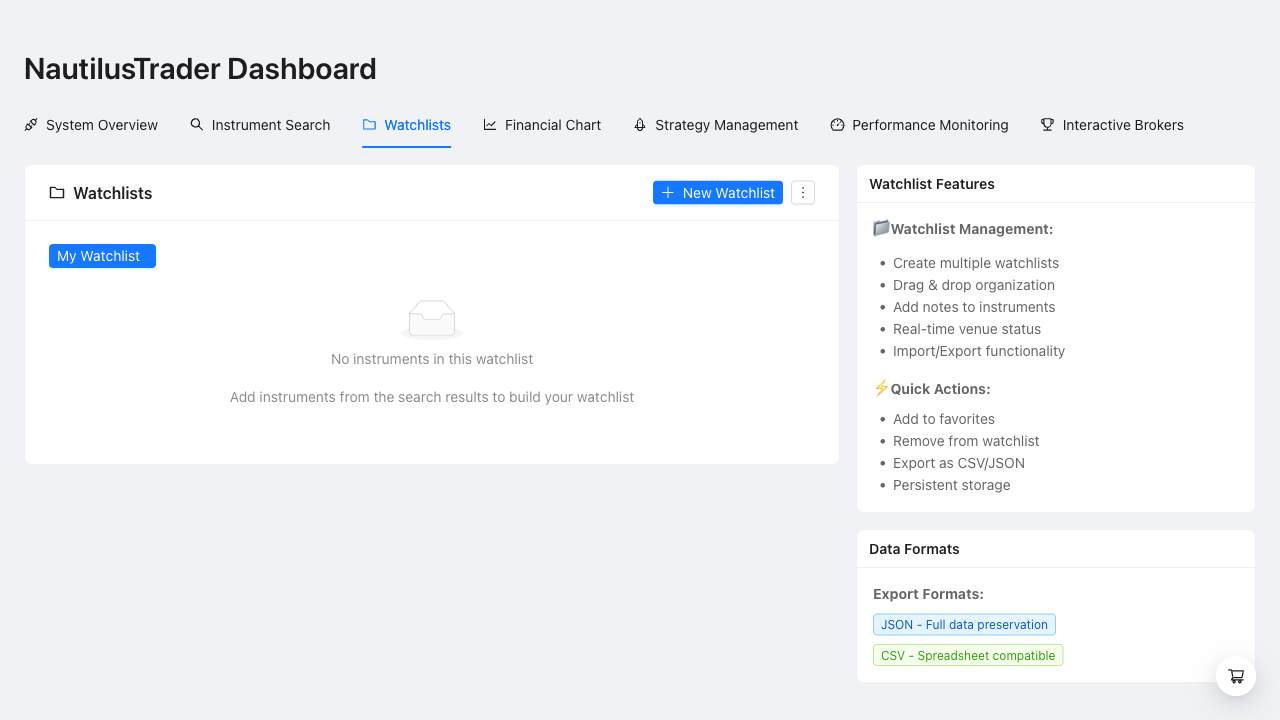 NautilusTrader Dashboard
System Overview
Instrument Search
Watchlists
Financial Chart
Strategy Management
Performance Monitoring
Interactive Brokers
Watchlists
New Watchlist
My Watchlist
No instruments in this watchlist
Add instruments from the search results to build your watchlist
Watchlist Features
Watchlist Management:
• Create multiple watchlists
• Drag & drop organization
• Add notes to instruments
• Real-time venue status
• Import/Export functionality
⚡Quick Actions:
• Add to favorites
• Remove from watchlist
• Export as CSV/JSON
• Persistent storage
Data Formats
Export Formats:
JSON - Full data preservation
CSV - Spreadsheet compatible